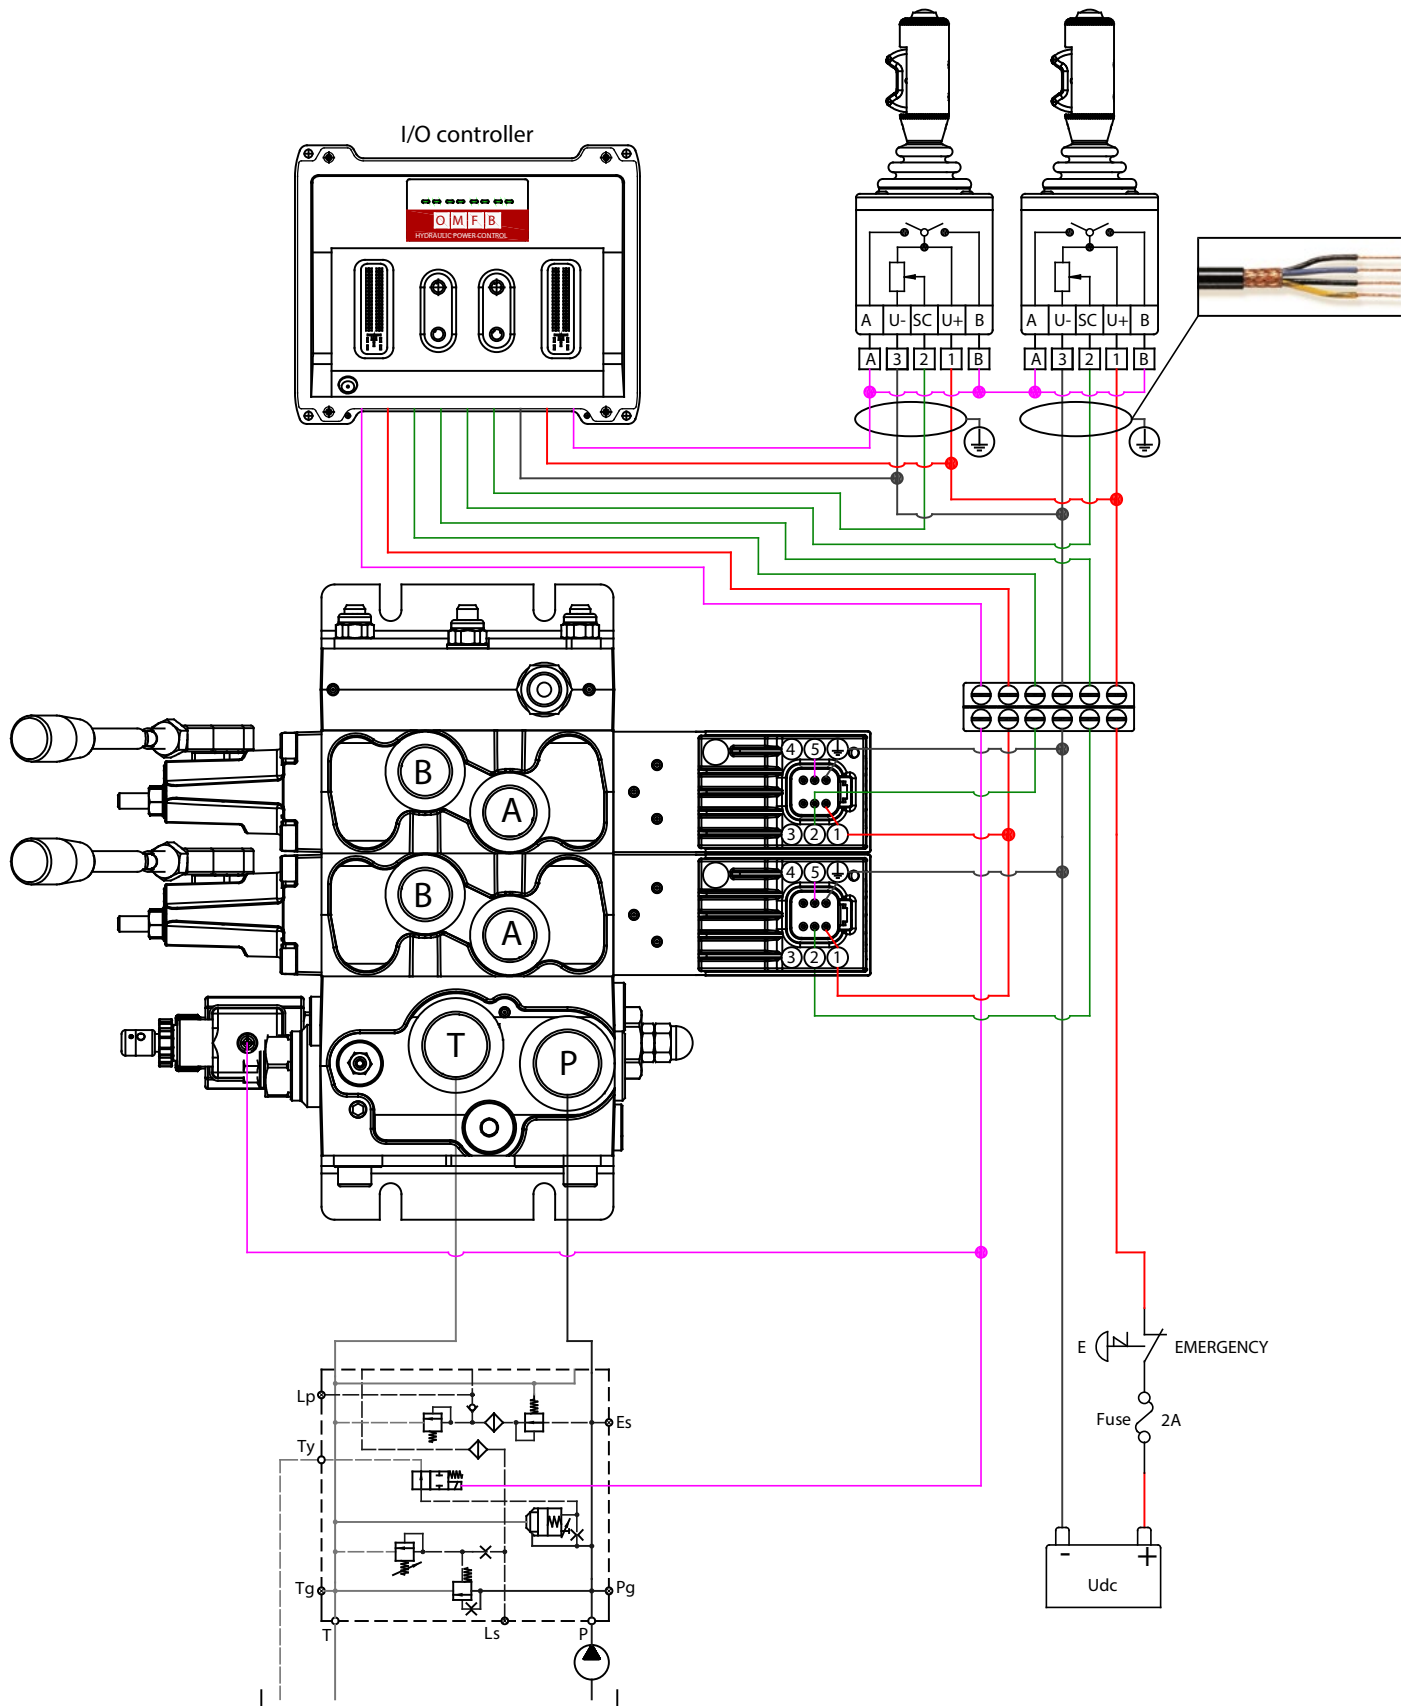 I/O controller
O M F B
HYDRAULIC POWER CONTROL
A U- SC U+ B
A 3 2 1 B
A U- SC U+ B
A 3 2 1 B
B
A
4 5
3 2 1
B
A
4 5
3 2 1
T
P
E
EMERGENCY
Fuse 2A
Lp
Es
Ty
Tg
Pg
T
Ls
P
- +
Udc